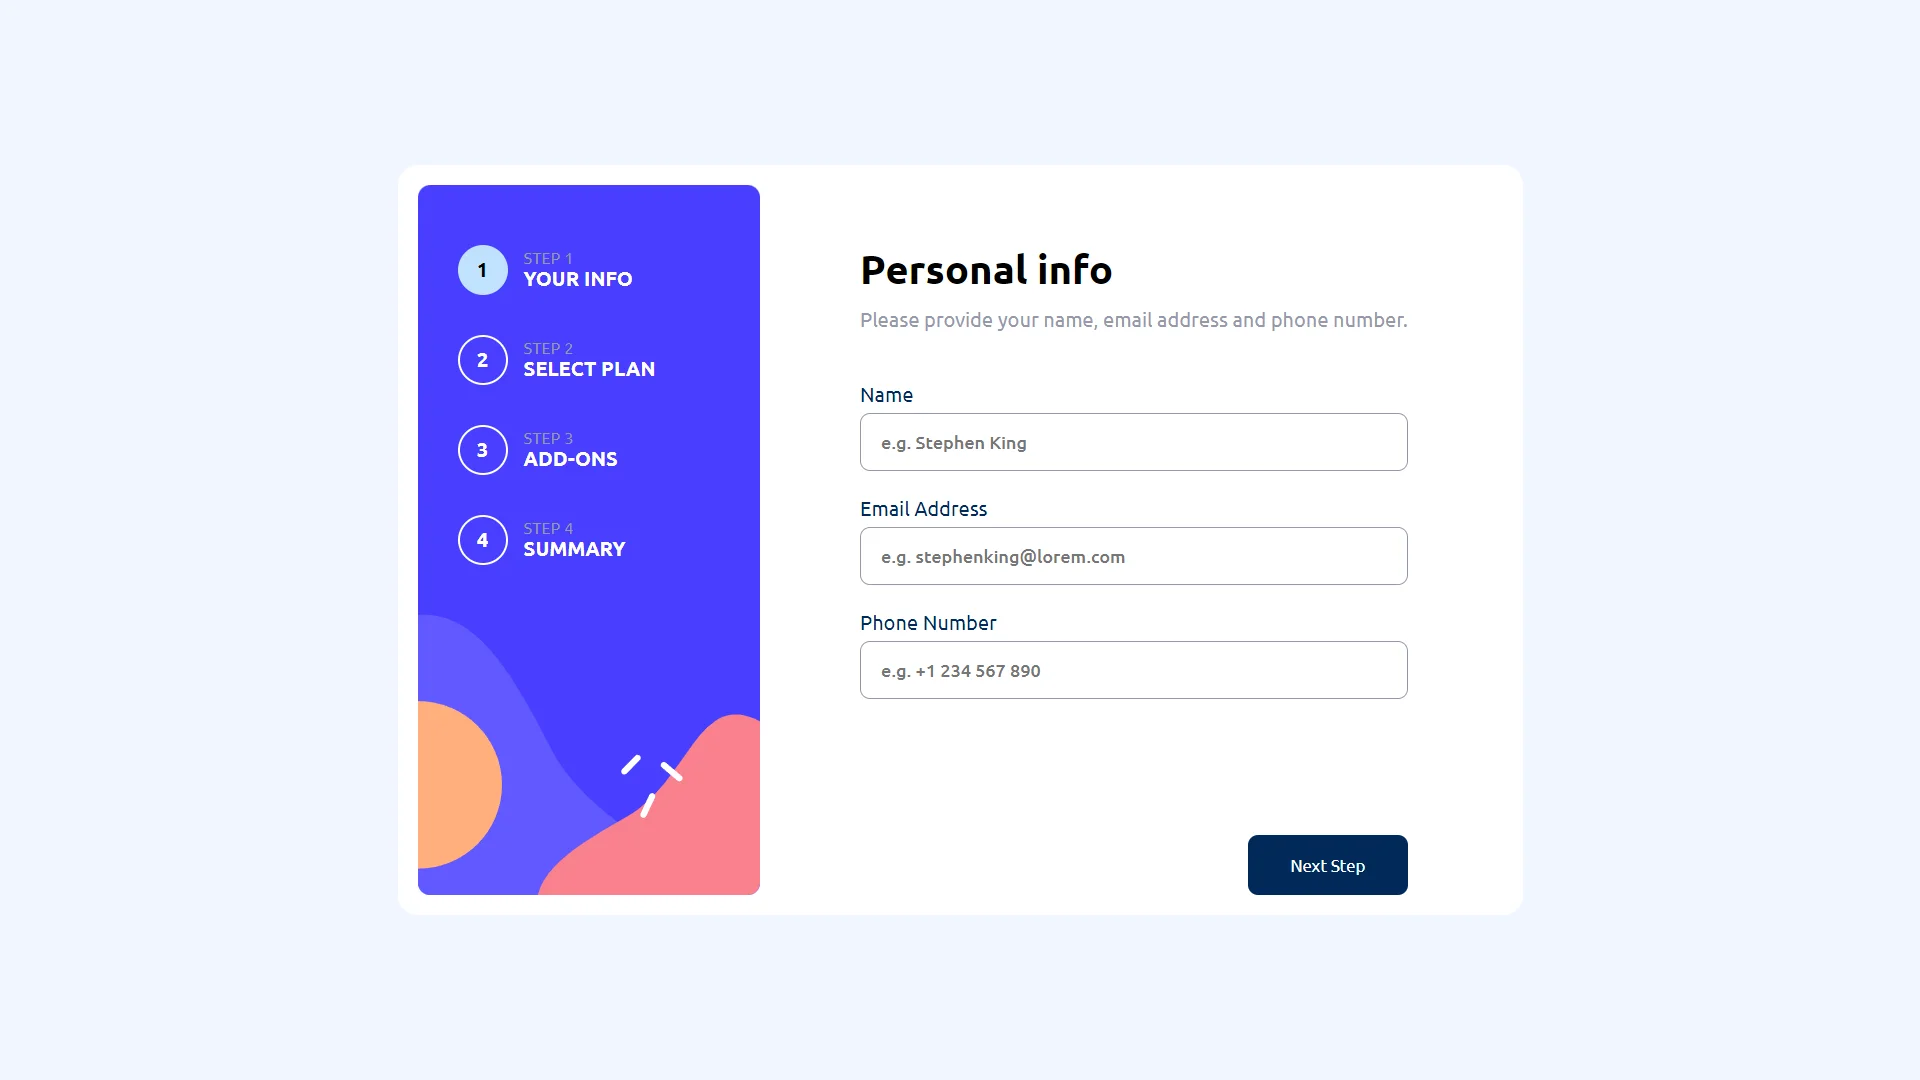 1
STEP 1
YOUR INFO
2
STEP 2
SELECT PLAN
3
STEP 3
ADD-ONS
4
STEP 4
SUMMARY
Personal info
Please provide your name, email address and phone number.
Name
e.g. Stephen King
Email Address
e.g. stephenking@lorem.com
Phone Number
e.g. +1 234 567 890
Next Step